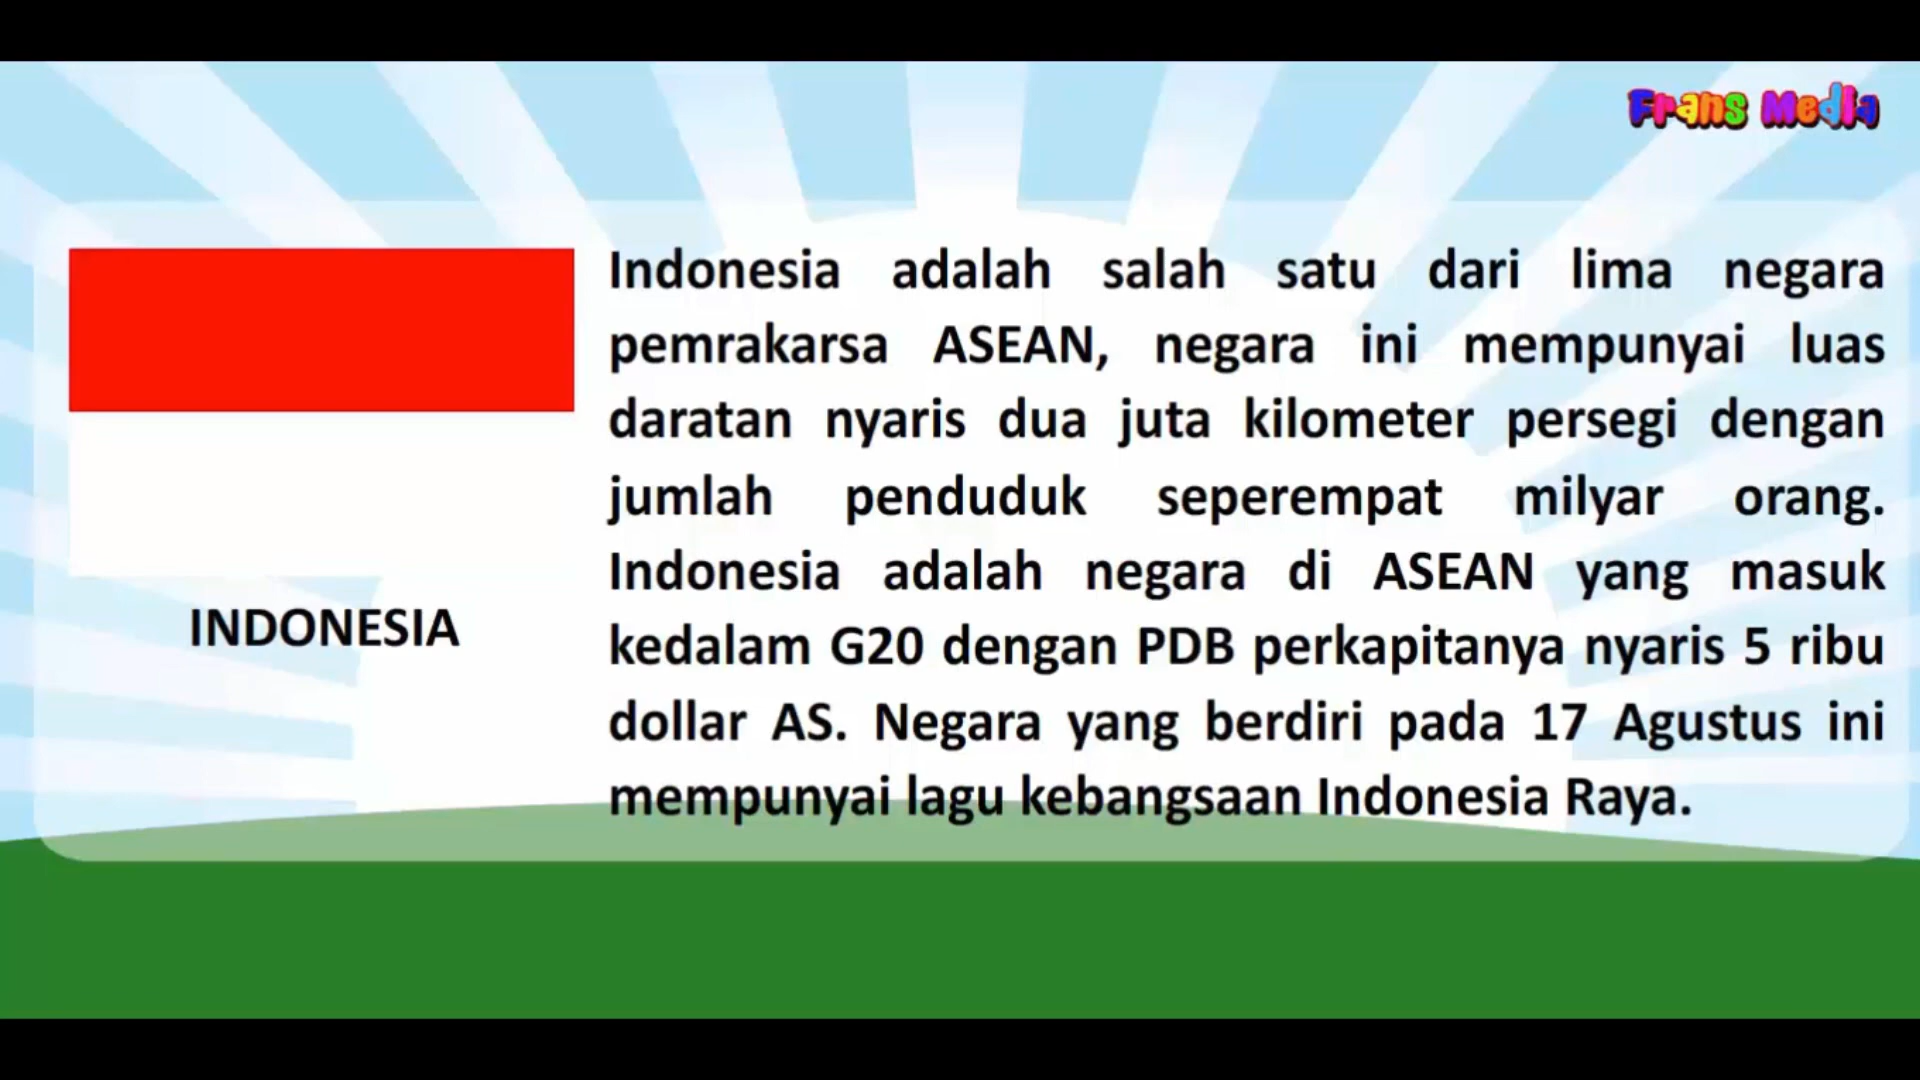 Frans Media
Indonesia adalah salah satu dari lima negara
pemrakarsa ASEAN, negara ini mempunyai luas
daratan nyaris dua juta kilometer persegi dengan
jumlah penduduk seperempat milyar orang.
Indonesia adalah negara di ASEAN yang masuk
kedalam G20 dengan PDB perkapitanya nyaris 5 ribu
dollar AS. Negara yang berdiri pada 17 Agustus ini
mempunyai lagu kebangsaan Indonesia Raya.
INDONESIA